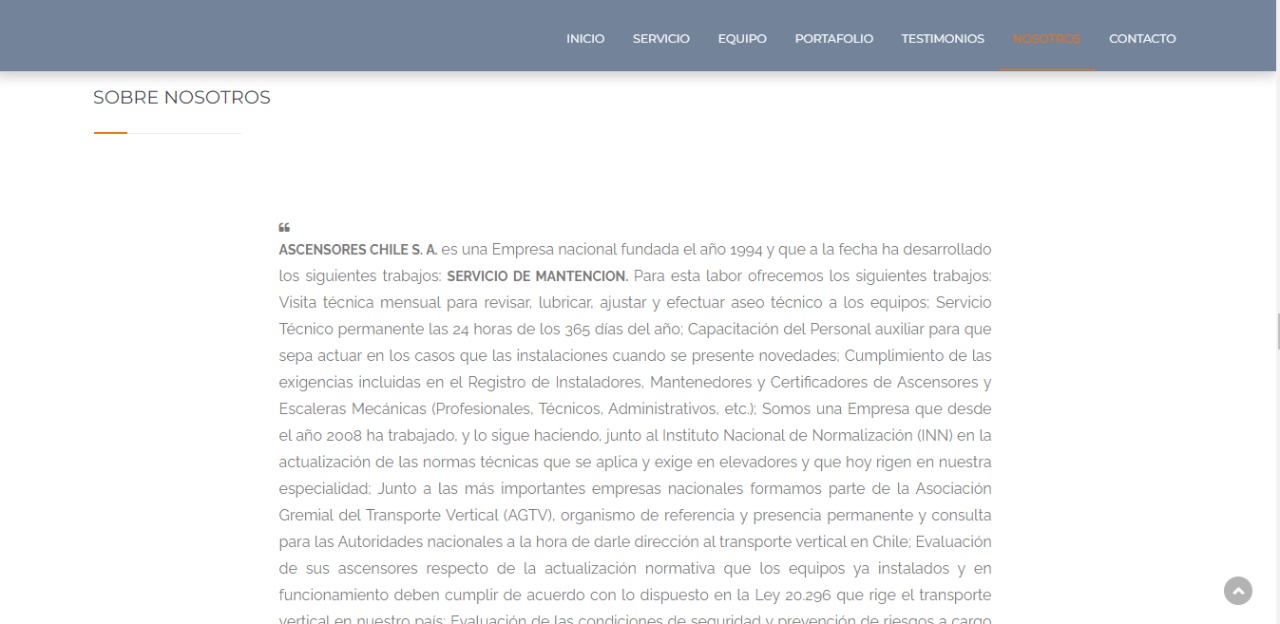 INICIO SERVICIO EQUIPO PORTAFOLIO TESTIMONIOS NOSOTROS CONTACTO
SOBRE NOSOTROS
❝
ASCENSORES CHILE S. A. es una Empresa nacional fundada el año 1994 y que a la fecha ha desarrollado
los siguientes trabajos: SERVICIO DE MANTENCION. Para esta labor ofrecemos los siguientes trabajos:
Visita técnica mensual para revisar, lubricar, ajustar y efectuar aseo técnico a los equipos; Servicio
Técnico permanente las 24 horas de los 365 días del año; Capacitación del Personal auxiliar para que
sepa actuar en los casos que las instalaciones cuando se presente novedades; Cumplimiento de las
exigencias incluidas en el Registro de Instaladores, Mantenedores y Certificadores de Ascensores y
Escaleras Mecánicas (Profesionales, Técnicos, Administrativos, etc.); Somos una Empresa que desde
el año 2008 ha trabajado, y lo sigue haciendo, junto al Instituto Nacional de Normalización (INN) en la
actualización de las normas técnicas que se aplica y exige en elevadores y que hoy rigen en nuestra
especialidad; Junto a las más importantes empresas nacionales formamos parte de la Asociación
Gremial del Transporte Vertical (AGTV), organismo de referencia y presencia permanente y consulta
para las Autoridades nacionales a la hora de darle dirección al transporte vertical en Chile; Evaluación
de sus ascensores respecto de la actualización normativa que los equipos ya instalados y en
funcionamiento deben cumplir de acuerdo con lo dispuesto en la Ley 20.296 que rige el transporte
vertical en nuestro país; Evaluación de las condiciones de seguridad y prevención de riesgos a cargo